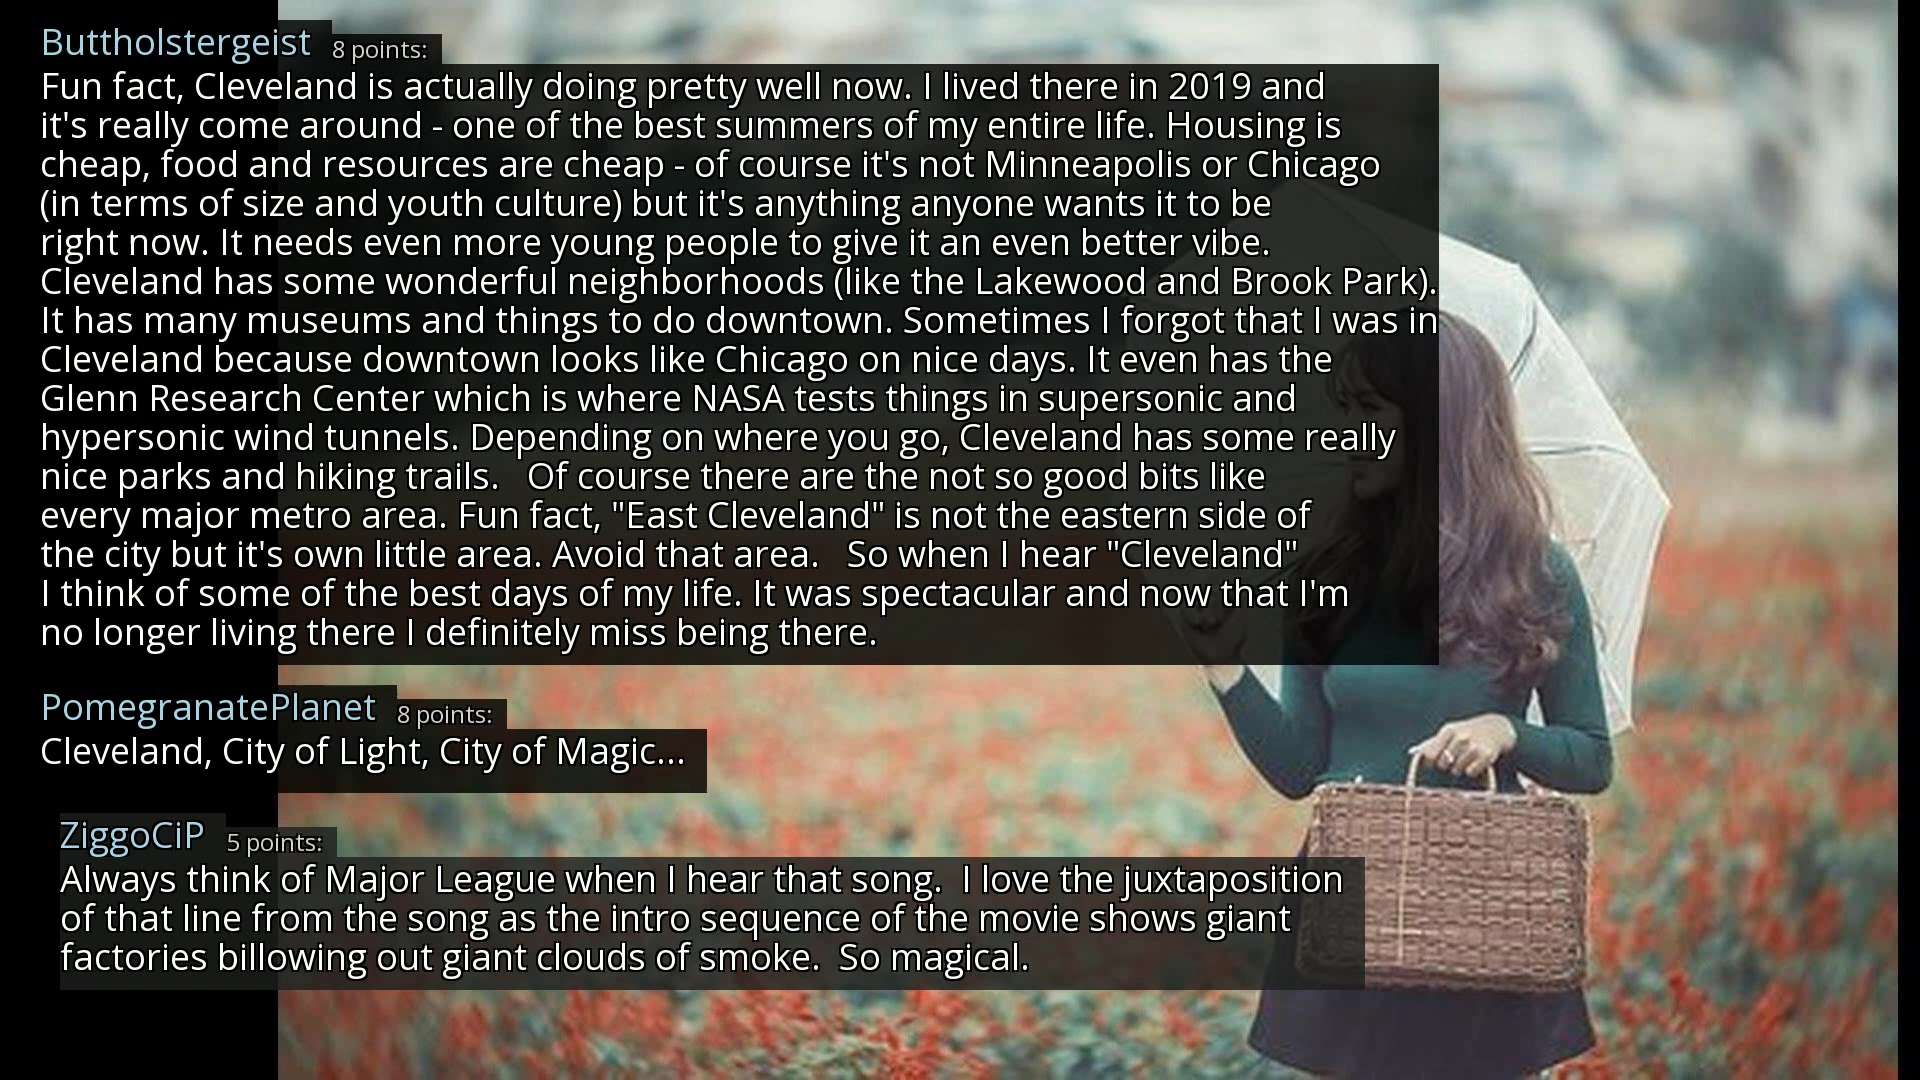 Buttholstergeist 8 points:
Fun fact, Cleveland is actually doing pretty well now. I lived there in 2019 and
it's really come around - one of the best summers of my entire life. Housing is
cheap, food and resources are cheap - of course it's not Minneapolis or Chicago
(in terms of size and youth culture) but it's anything anyone wants it to be
right now. It needs even more young people to give it an even better vibe.
Cleveland has some wonderful neighborhoods (like the Lakewood and Brook Park).
It has many museums and things to do downtown. Sometimes I forgot that I was in
Cleveland because downtown looks like Chicago on nice days. It even has the
Glenn Research Center which is where NASA tests things in supersonic and
hypersonic wind tunnels. Depending on where you go, Cleveland has some really
nice parks and hiking trails.   Of course there are the not so good bits like
every major metro area. Fun fact, "East Cleveland" is not the eastern side of
the city but it's own little area. Avoid that area.   So when I hear "Cleveland"
I think of some of the best days of my life. It was spectacular and now that I'm
no longer living there I definitely miss being there.
PomegranatePlanet 8 points:
Cleveland, City of Light, City of Magic...
ZiggoCiP 5 points:
Always think of Major League when I hear that song.  I love the juxtaposition
of that line from the song as the intro sequence of the movie shows giant
factories billowing out giant clouds of smoke.  So magical.